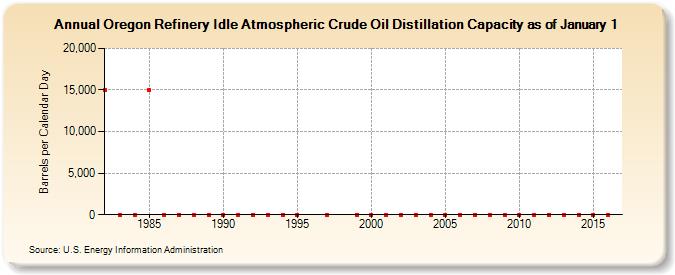 Annual Oregon Refinery Idle Atmospheric Crude Oil Distillation Capacity as of January 1
Barrels per Calendar Day
20,000
15,000
10,000
5,000
0
1985 1990 1995 2000 2005 2010 2015
Source: U.S. Energy Information Administration